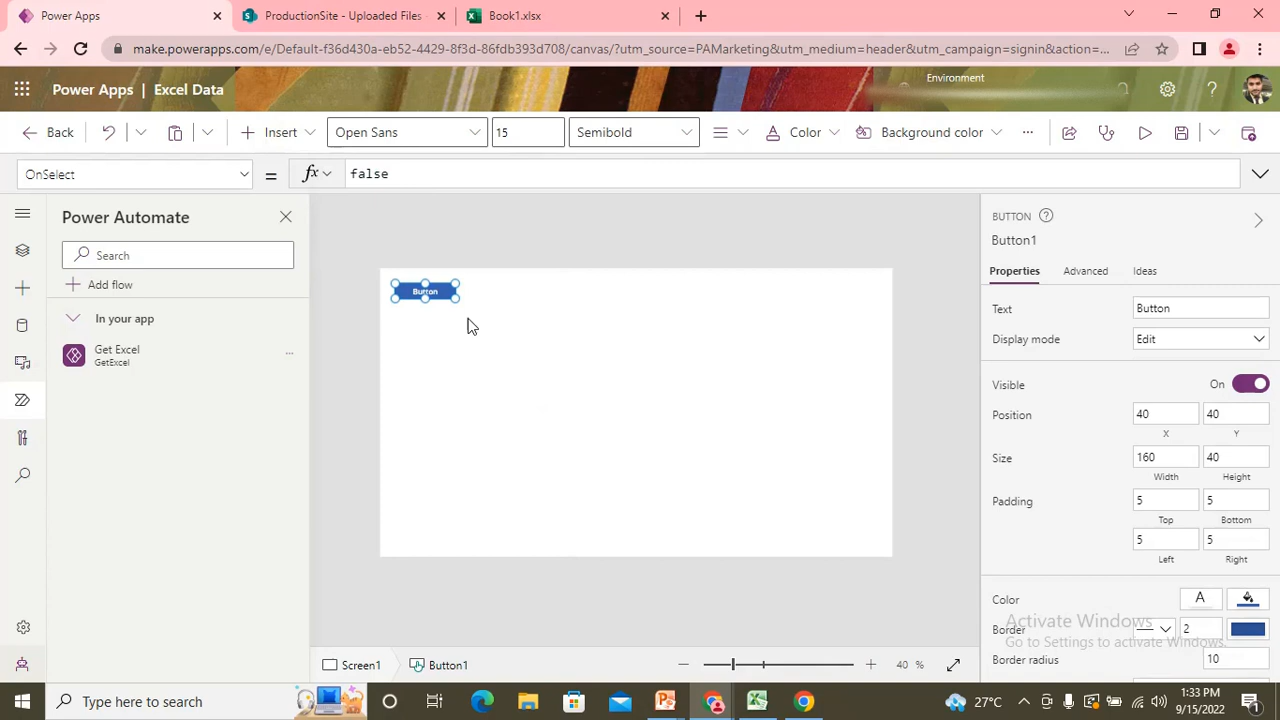 Power Apps
ProductionSite - Uploaded Files -
Book1.xlsx
make.powerapps.com/e/Default-f36d430a-eb52-4429-8f3d-86fdb3593d708/canvas/?utm_source=PAMarketing&utm_medium=header&utm_campaign=signin&action=...
Power Apps | Excel Data
Environment
Back
Insert
Open Sans
15
Semibold
Color
Background color
OnSelect
=
fx
false
Power Automate
Search
Add flow
In your app
Get Excel
GetExcel
Button
BUTTON
Button1
Properties
Advanced
Ideas
Text
Button
Display mode
Edit
Visible
On
Position
40
40
X
Y
Size
160
40
Width
Height
Padding
5
5
Top
Bottom
5
5
Left
Right
Color
A
Border
2
Border radius
10
Activate Windows
Go to Settings to activate Windows.
Screen1
Button1
40 %
Type here to search
27°C
1:33 PM
9/15/2022